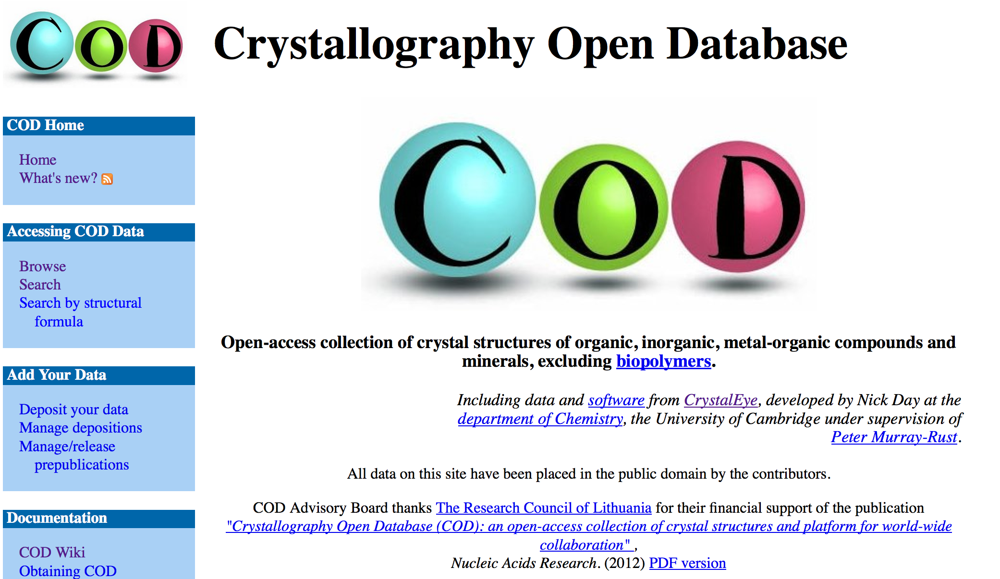 COD
Crystallography Open Database
COD Home
Home
What's new?
Accessing COD Data
Browse
Search
Search by structural
formula
Add Your Data
Deposit your data
Manage depositions
Manage/release
prepublications
Documentation
COD Wiki
Obtaining COD
COD
Open-access collection of crystal structures of organic, inorganic, metal-organic compounds and
minerals, excluding biopolymers.
Including data and software from CrystalEye, developed by Nick Day at the
department of Chemistry, the University of Cambridge under supervision of
Peter Murray-Rust.
All data on this site have been placed in the public domain by the contributors.
COD Advisory Board thanks The Research Council of Lithuania for their financial support of the publication
"Crystallography Open Database (COD): an open-access collection of crystal structures and platform for world-wide
collaboration" ,
Nucleic Acids Research. (2012) PDF version